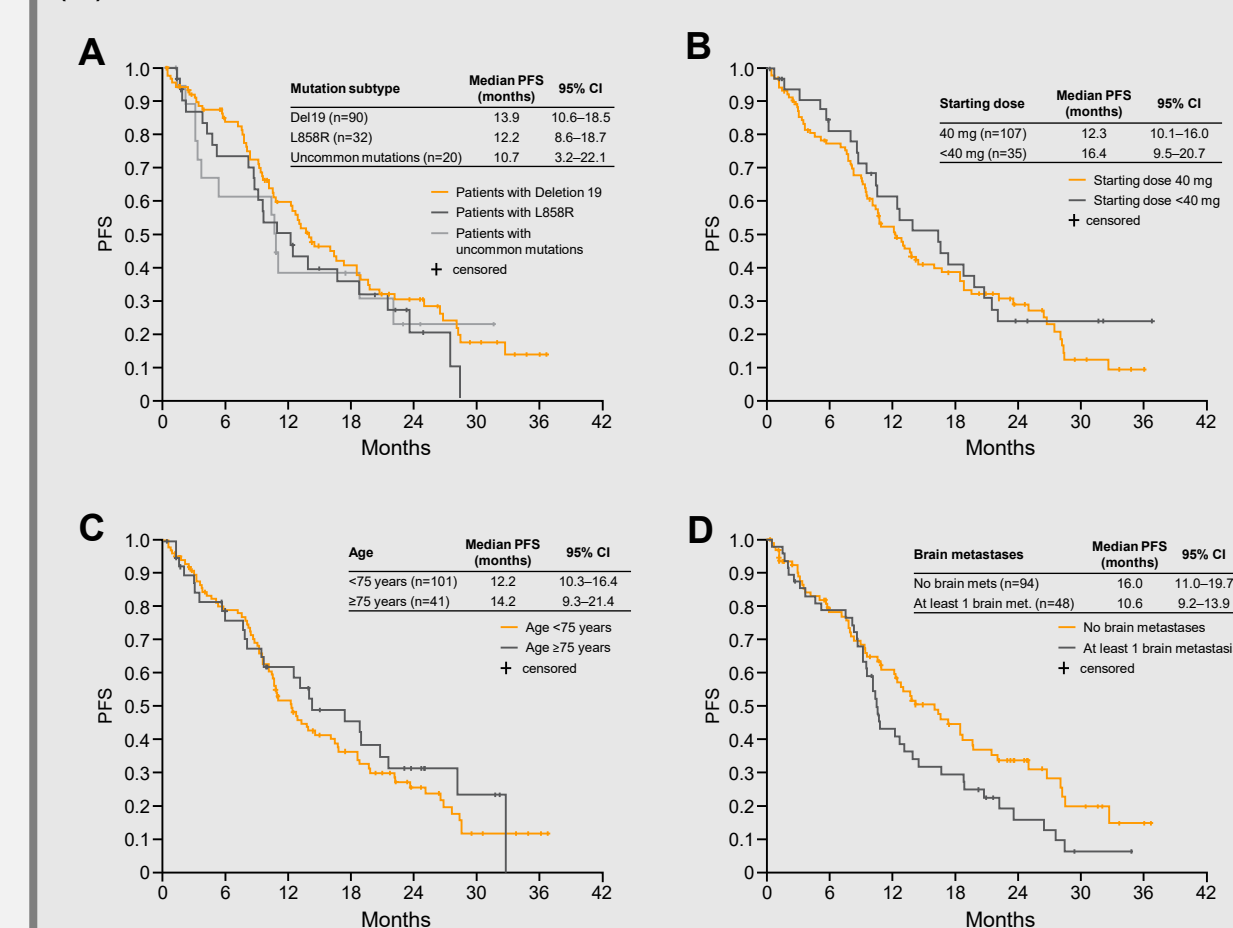 A
1.0
0.9
0.8
0.7
0.6
0.5
0.4
0.3
0.2
0.1
0
PFS
0 6 12 18 24 30 36 42
Months
Mutation subtype Median PFS (months) 95% CI
Del19 (n=90) 13.9 10.6–18.5
L858R (n=32) 12.2 8.6–18.7
Uncommon mutations (n=20) 10.7 3.2–22.1
Patients with Deletion 19
Patients with L858R
Patients with
uncommon mutations
+ censored
B
1.0
0.9
0.8
0.7
0.6
0.5
0.4
0.3
0.2
0.1
0
PFS
0 6 12 18 24 30 36 42
Months
Starting dose Median PFS (months) 95% CI
40 mg (n=107) 12.3 10.1–16.0
<40 mg (n=35) 16.4 9.5–20.7
Starting dose 40 mg
Starting dose <40 mg
+ censored
C
1.0
0.9
0.8
0.7
0.6
0.5
0.4
0.3
0.2
0.1
0
PFS
0 6 12 18 24 30 36 42
Months
Age Median PFS (months) 95% CI
<75 years (n=101) 12.2 10.3–16.4
≥75 years (n=41) 14.2 9.3–21.4
Age <75 years
Age ≥75 years
+ censored
D
1.0
0.9
0.8
0.7
0.6
0.5
0.4
0.3
0.2
0.1
0
PFS
0 6 12 18 24 30 36 42
Months
Brain metastases Median PFS (months) 95% CI
No brain mets (n=94) 16.0 11.0–19.7
At least 1 brain met. (n=48) 10.6 9.2–13.9
No brain metastases
At least 1 brain metastasi
+ censored